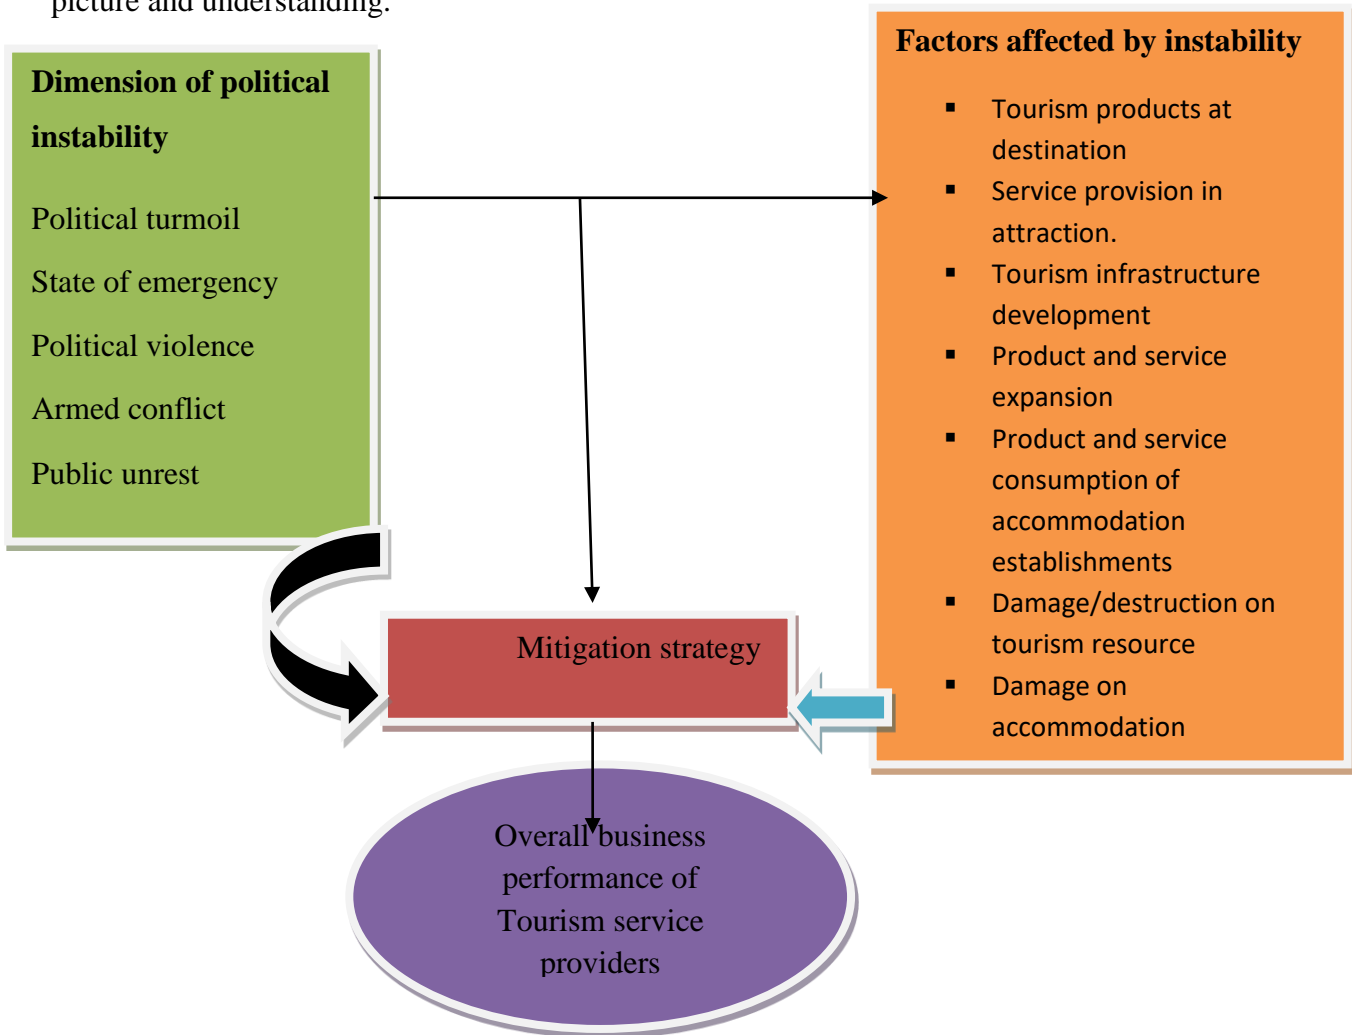 picture and understanding.
Dimension of political
instability
Political turmoil
State of emergency
Political violence
Armed conflict
Public unrest
Factors affected by instability
▪ Tourism products at
destination
▪ Service provision in
attraction.
▪ Tourism infrastructure
development
▪ Product and service
expansion
▪ Product and service
consumption of
accommodation
establishments
▪ Damage/destruction on
tourism resource
▪ Damage on
accommodation
Mitigation strategy
Overall business
performance of
Tourism service
providers